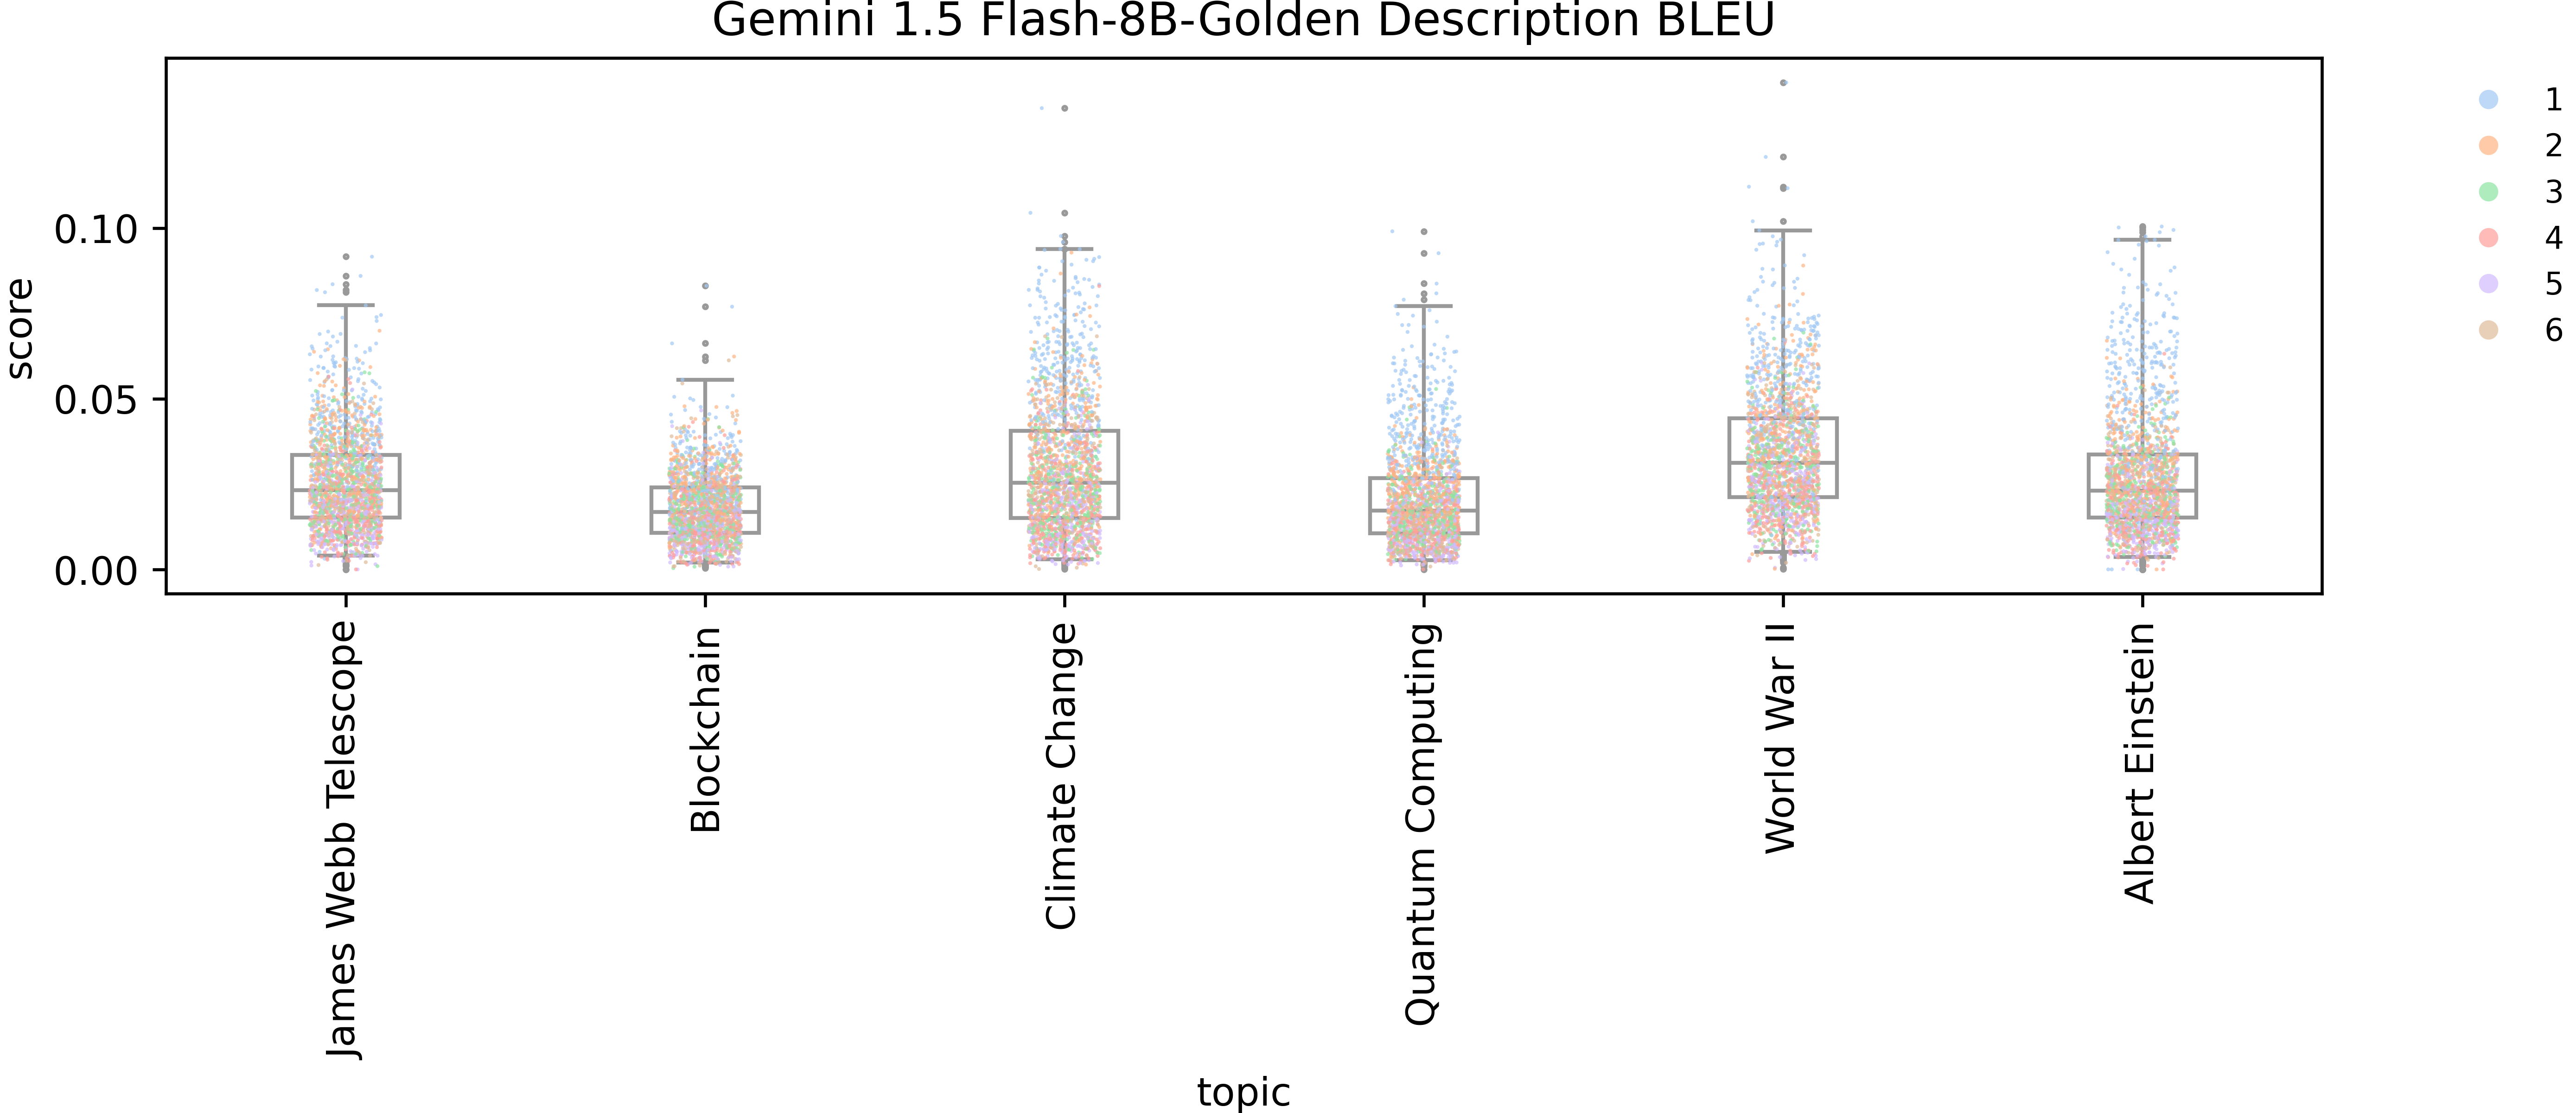 Gemini 1.5 Flash-8B-Golden Description BLEU
score
0.10
0.05
0.00
James Webb Telescope
Blockchain
Climate Change
Quantum Computing
World War II
Albert Einstein
topic
1
2
3
4
5
6